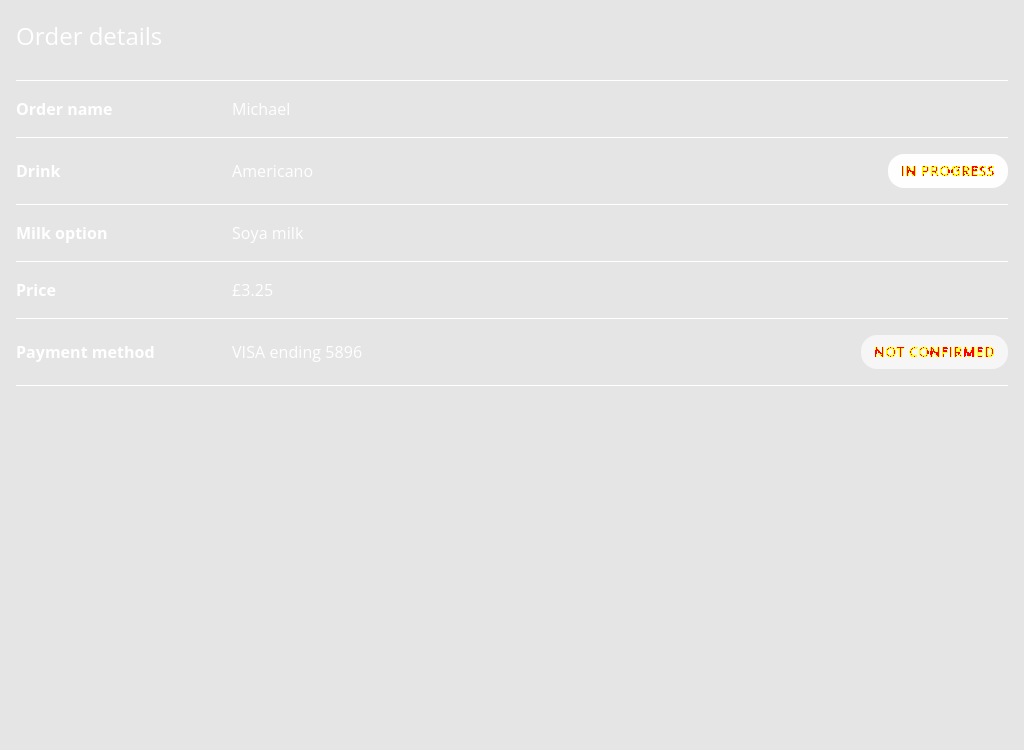 Order details
Order name Michael
Drink Americano IN PROGRESS
Milk option Soya milk
Price £3.25
Payment method VISA ending 5896 NOT CONFIRMED